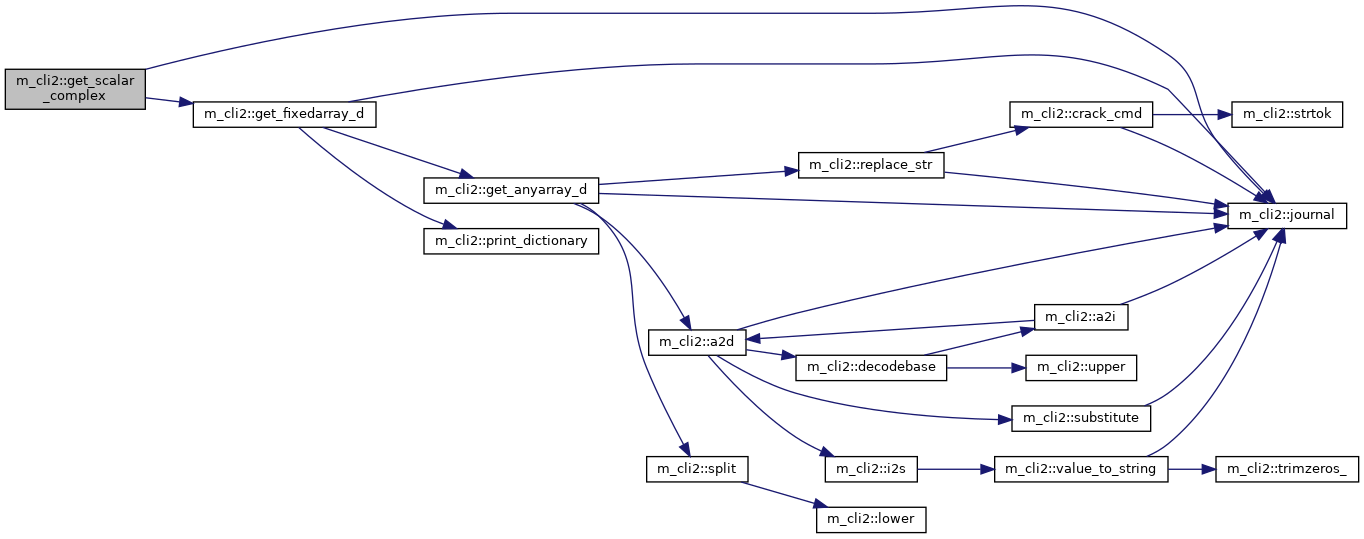 m_cli2::get_scalar
_complex
m_cli2::get_fixedarray_d
m_cli2::crack_cmd
m_cli2::strtok
m_cli2::replace_str
m_cli2::get_anyarray_d
m_cli2::journal
m_cli2::print_dictionary
m_cli2::a2i
m_cli2::a2d
m_cli2::decodebase
m_cli2::upper
m_cli2::substitute
m_cli2::split
m_cli2::i2s
m_cli2::value_to_string
m_cli2::trimzeros_
m_cli2::lower